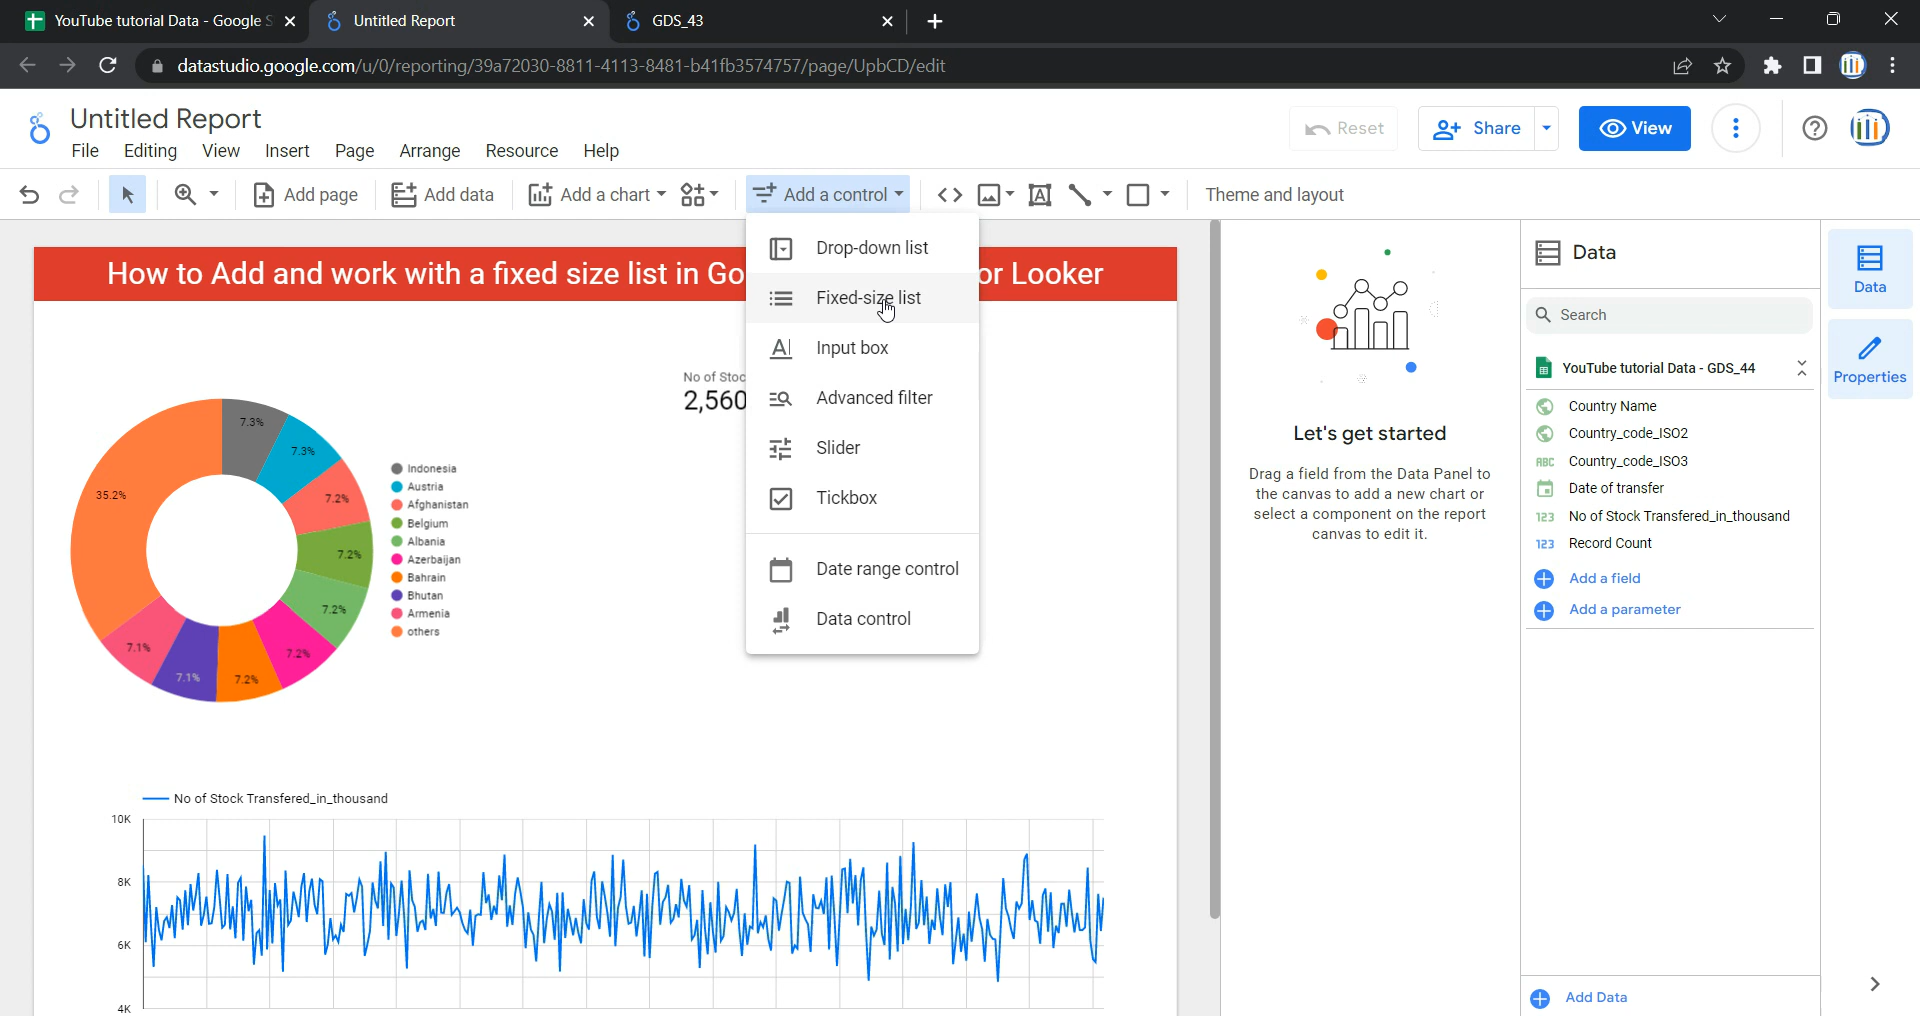 YouTube tutorial Data - Google S
Untitled Report
GDS_43
datastudio.google.com/u/0/reporting/39a72030-8811-4113-8481-b41fb3574757/page/UpbCD/edit
Untitled Report
File Editing View Insert Page Arrange Resource Help
Reset
Share
View
Add page
Add data
Add a chart
Add a control
Theme and layout
How to Add and work with a fixed size list in Go
or Looker
Drop-down list
Fixed-size list
Input box
Advanced filter
Slider
Tickbox
Date range control
Data control
No of Stoc
2,560
7.3%
7.3%
7.2%
7.2%
7.2%
7.2%
7.2%
7.1%
7.1%
35.2%
Indonesia
Austria
Afghanistan
Belgium
Albania
Azerbaijan
Bahrain
Bhutan
Armenia
others
No of Stock Transfered_in_thousand
10K
8K
6K
4K
Let's get started
Drag a field from the Data Panel to
the canvas to add a new chart or
select a component on the report
canvas to edit it.
Data
Search
YouTube tutorial Data - GDS_44
Country Name
Country_code_ISO2
ABC Country_code_ISO3
Date of transfer
123 No of Stock Transfered_in_thousand
123 Record Count
Add a field
Add a parameter
Add Data
Data
Properties